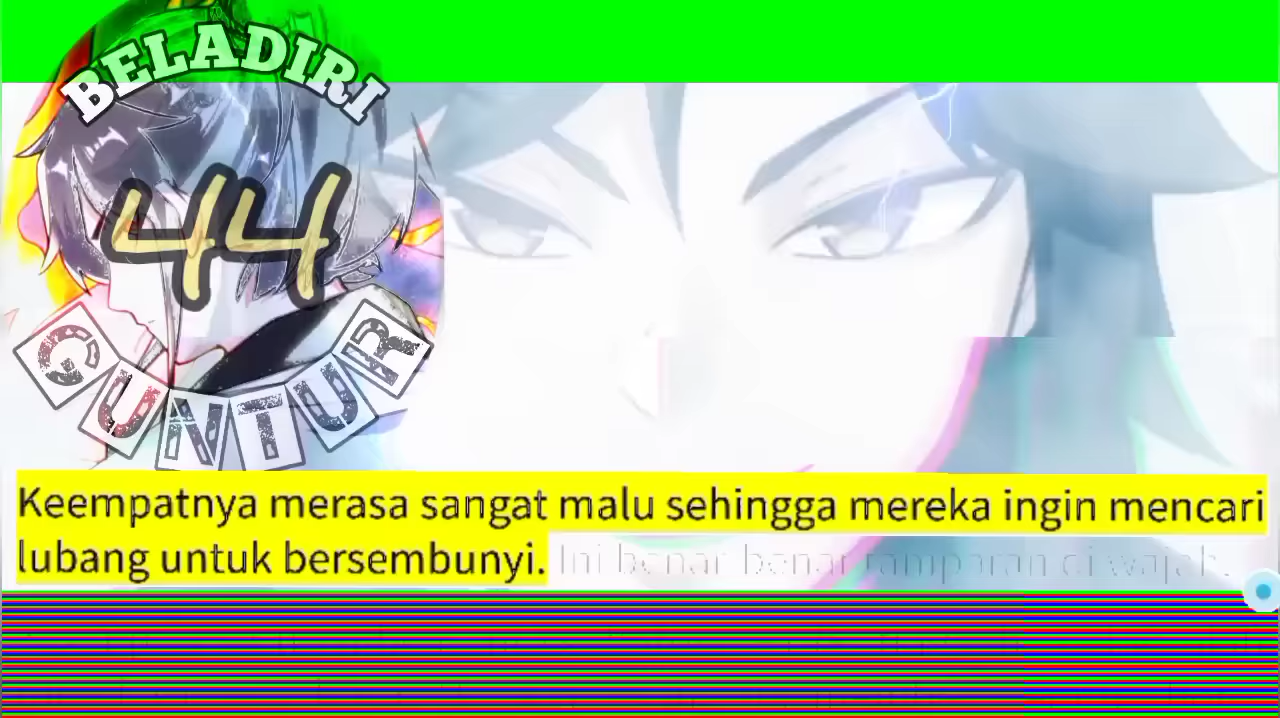 BELADIRI
44
GUNTUR
Keempatnya merasa sangat malu sehingga mereka ingin mencari
lubang untuk bersembunyi. Ini benar benar tamparan di wajah.